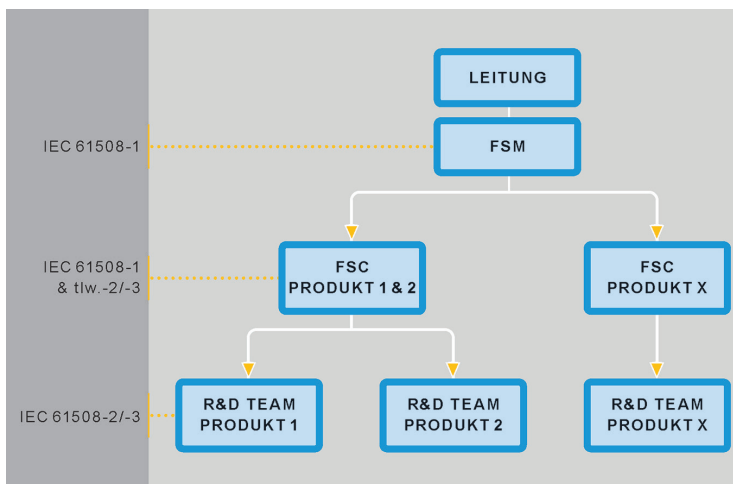 LEITUNG
IEC 61508-1
FSM
IEC 61508-1
& tlw.-2/-3
FSC
PRODUKT 1 & 2
FSC
PRODUKT X
IEC 61508-2/-3
R&D TEAM
PRODUKT 1
R&D TEAM
PRODUKT 2
R&D TEAM
PRODUKT X